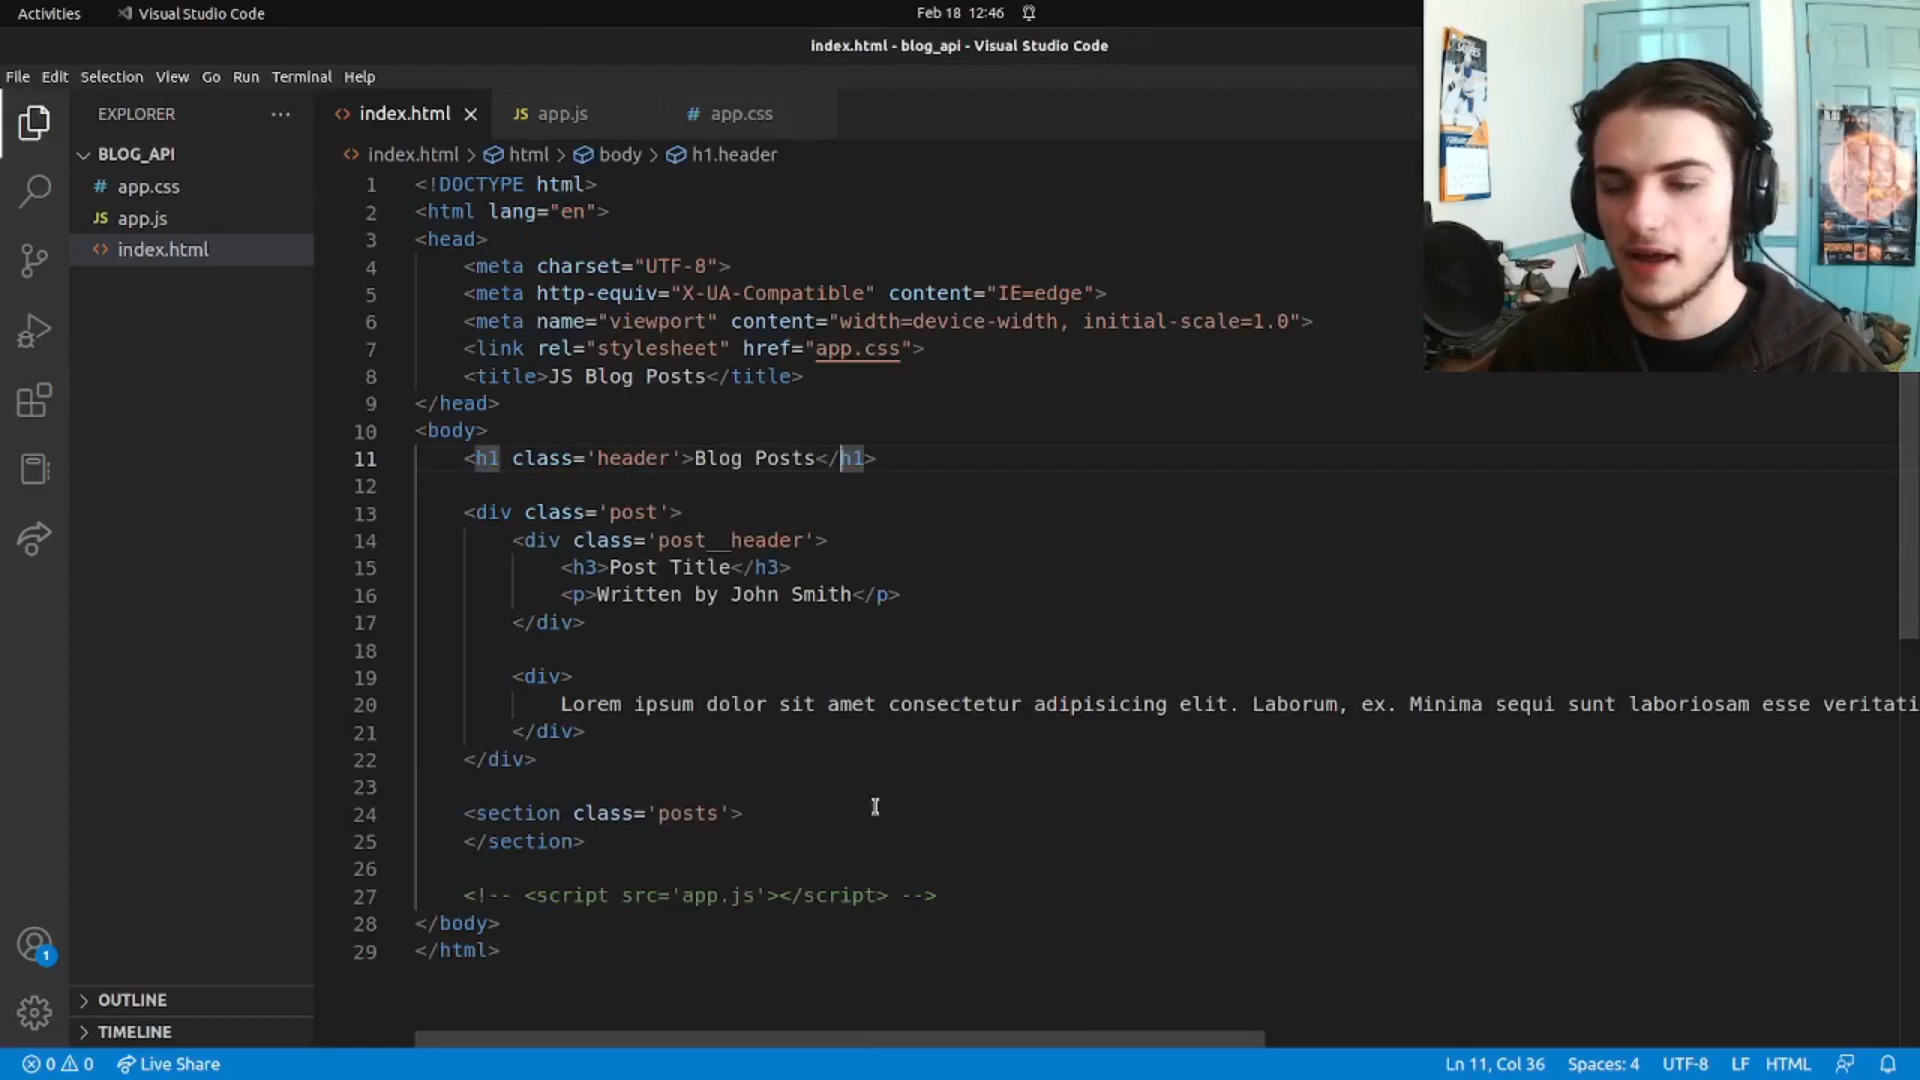 Activities Visual Studio Code Feb 18 12:46
index.html - blog_api - Visual Studio Code
File Edit Selection View Go Run Terminal Help
EXPLORER ···
BLOG_API
# app.css
JS app.js
<> index.html
OUTLINE
TIMELINE
<> index.html × JS app.js # app.css
<> index.html > html > body > h1.header
1 <!DOCTYPE html>
2 <html lang="en">
3 <head>
4 <meta charset="UTF-8">
5 <meta http-equiv="X-UA-Compatible" content="IE=edge">
6 <meta name="viewport" content="width=device-width, initial-scale=1.0">
7 <link rel="stylesheet" href="app.css">
8 <title>JS Blog Posts</title>
9 </head>
10 <body>
11 <h1 class='header'>Blog Posts</h1>
12
13 <div class='post'>
14 <div class='post__header'>
15 <h3>Post Title</h3>
16 <p>Written by John Smith</p>
17 </div>
18
19 <div>
20 Lorem ipsum dolor sit amet consectetur adipisicing elit. Laborum, ex. Minima sequi sunt laboriosam esse veritati
21 </div>
22 </div>
23
24 <section class='posts'>
25 </section>
26
27 <!-- <script src='app.js'></script> -->
28 </body>
29 </html>
1
0 0 Live Share Ln 11, Col 36 Spaces: 4 UTF-8 LF HTML